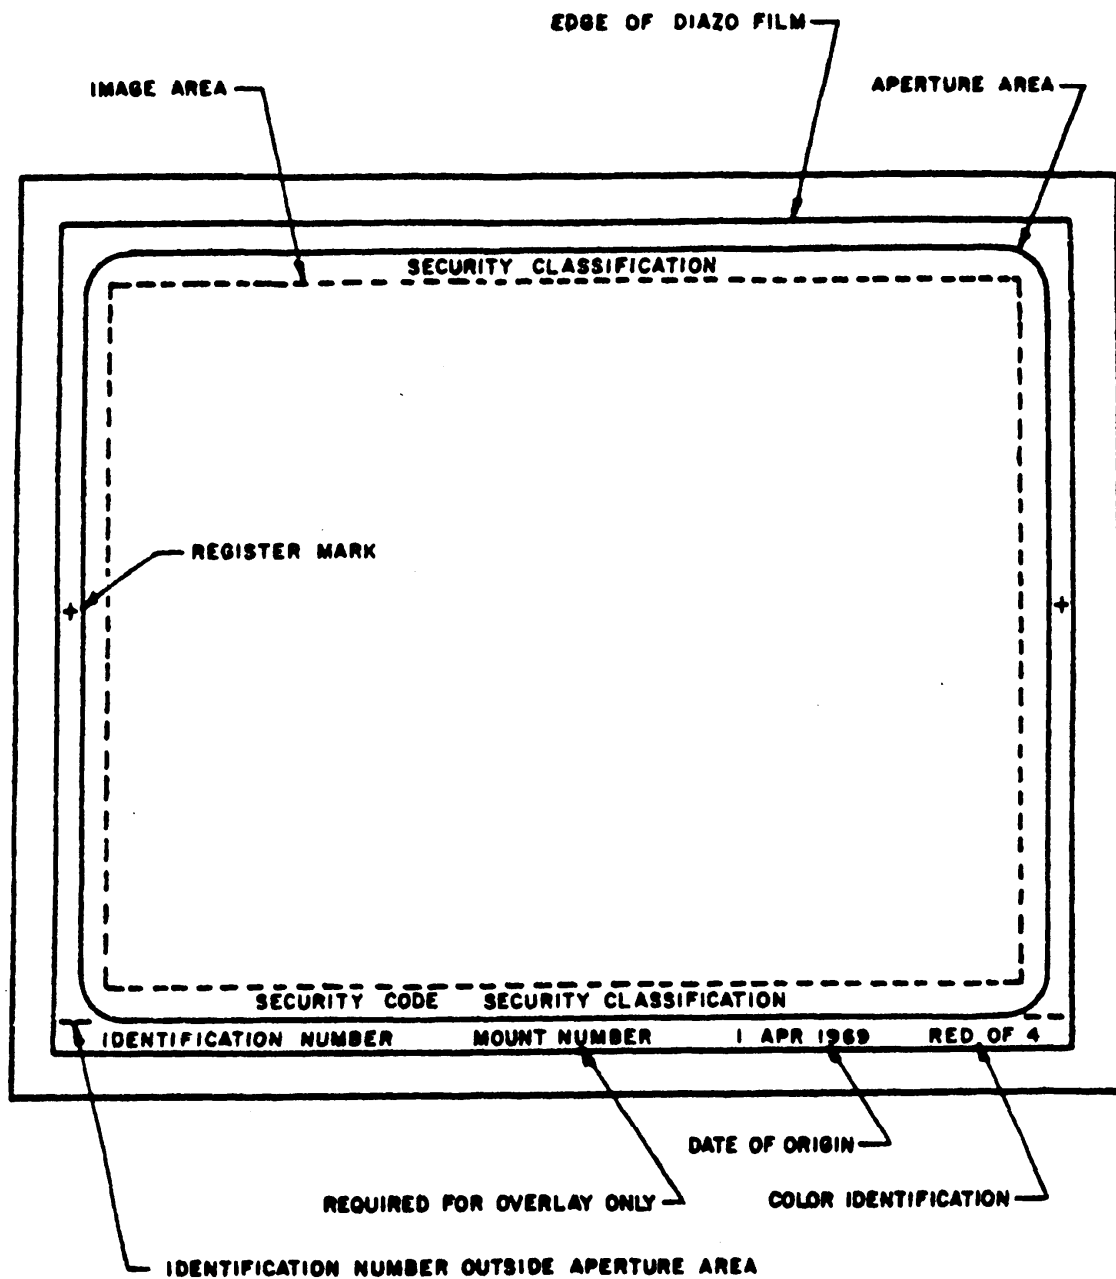 EDGE OF DIAZO FILM
IMAGE AREA
APERTURE AREA
SECURITY CLASSIFICATION
REGISTER MARK
SECURITY CODE SECURITY CLASSIFICATION
IDENTIFICATION NUMBER MOUNT NUMBER 1 APR 1969 RED OF 4
DATE OF ORIGIN
REQUIRED FOR OVERLAY ONLY
COLOR IDENTIFICATION
IDENTIFICATION NUMBER OUTSIDE APERTURE AREA